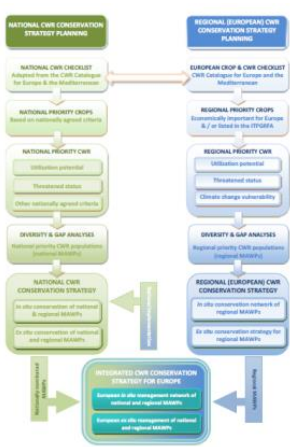 NATIONAL CWR CONSERVATION
STRATEGY PLANNING
NATIONAL CWR CHECKLIST
Adapted from the CWR Catalogue
for Europe & the Mediterranean
NATIONAL PRIORITY CROPS
Based on nationally agreed criteria
NATIONAL PRIORITY CWR
Utilisation potential
Threatened status
Other nationally agreed criteria
DIVERSITY & GAP ANALYSES
National priority CWR populations
(national MAWPs)
NATIONAL CWR
CONSERVATION STRATEGY
In situ conservation of national
& regional MAWPs
Ex situ conservation of national
and regional MAWPs
REGIONAL (EUROPEAN) CWR
CONSERVATION STRATEGY
PLANNING
EUROPEAN CROP & CWR CHECKLIST
CWR Catalogue for Europe and the
Mediterranean
REGIONAL PRIORITY CROPS
Economically important for Europe
& / or listed in the ITPGRFA
REGIONAL PRIORITY CWR
Utilisation potential
Threatened status
Climate change vulnerability
DIVERSITY & GAP ANALYSES
Regional priority CWR populations
(regional MAWPs)
REGIONAL (EUROPEAN) CWR
CONSERVATION STRATEGY
In situ conservation network of
regional MAWPs
Ex situ conservation strategy for
regional MAWPs
INTEGRATED CWR CONSERVATION
STRATEGY FOR EUROPE
European in situ management network
of national and regional MAWPs
European ex situ management of national
and regional MAWPs
Regional MAWPs